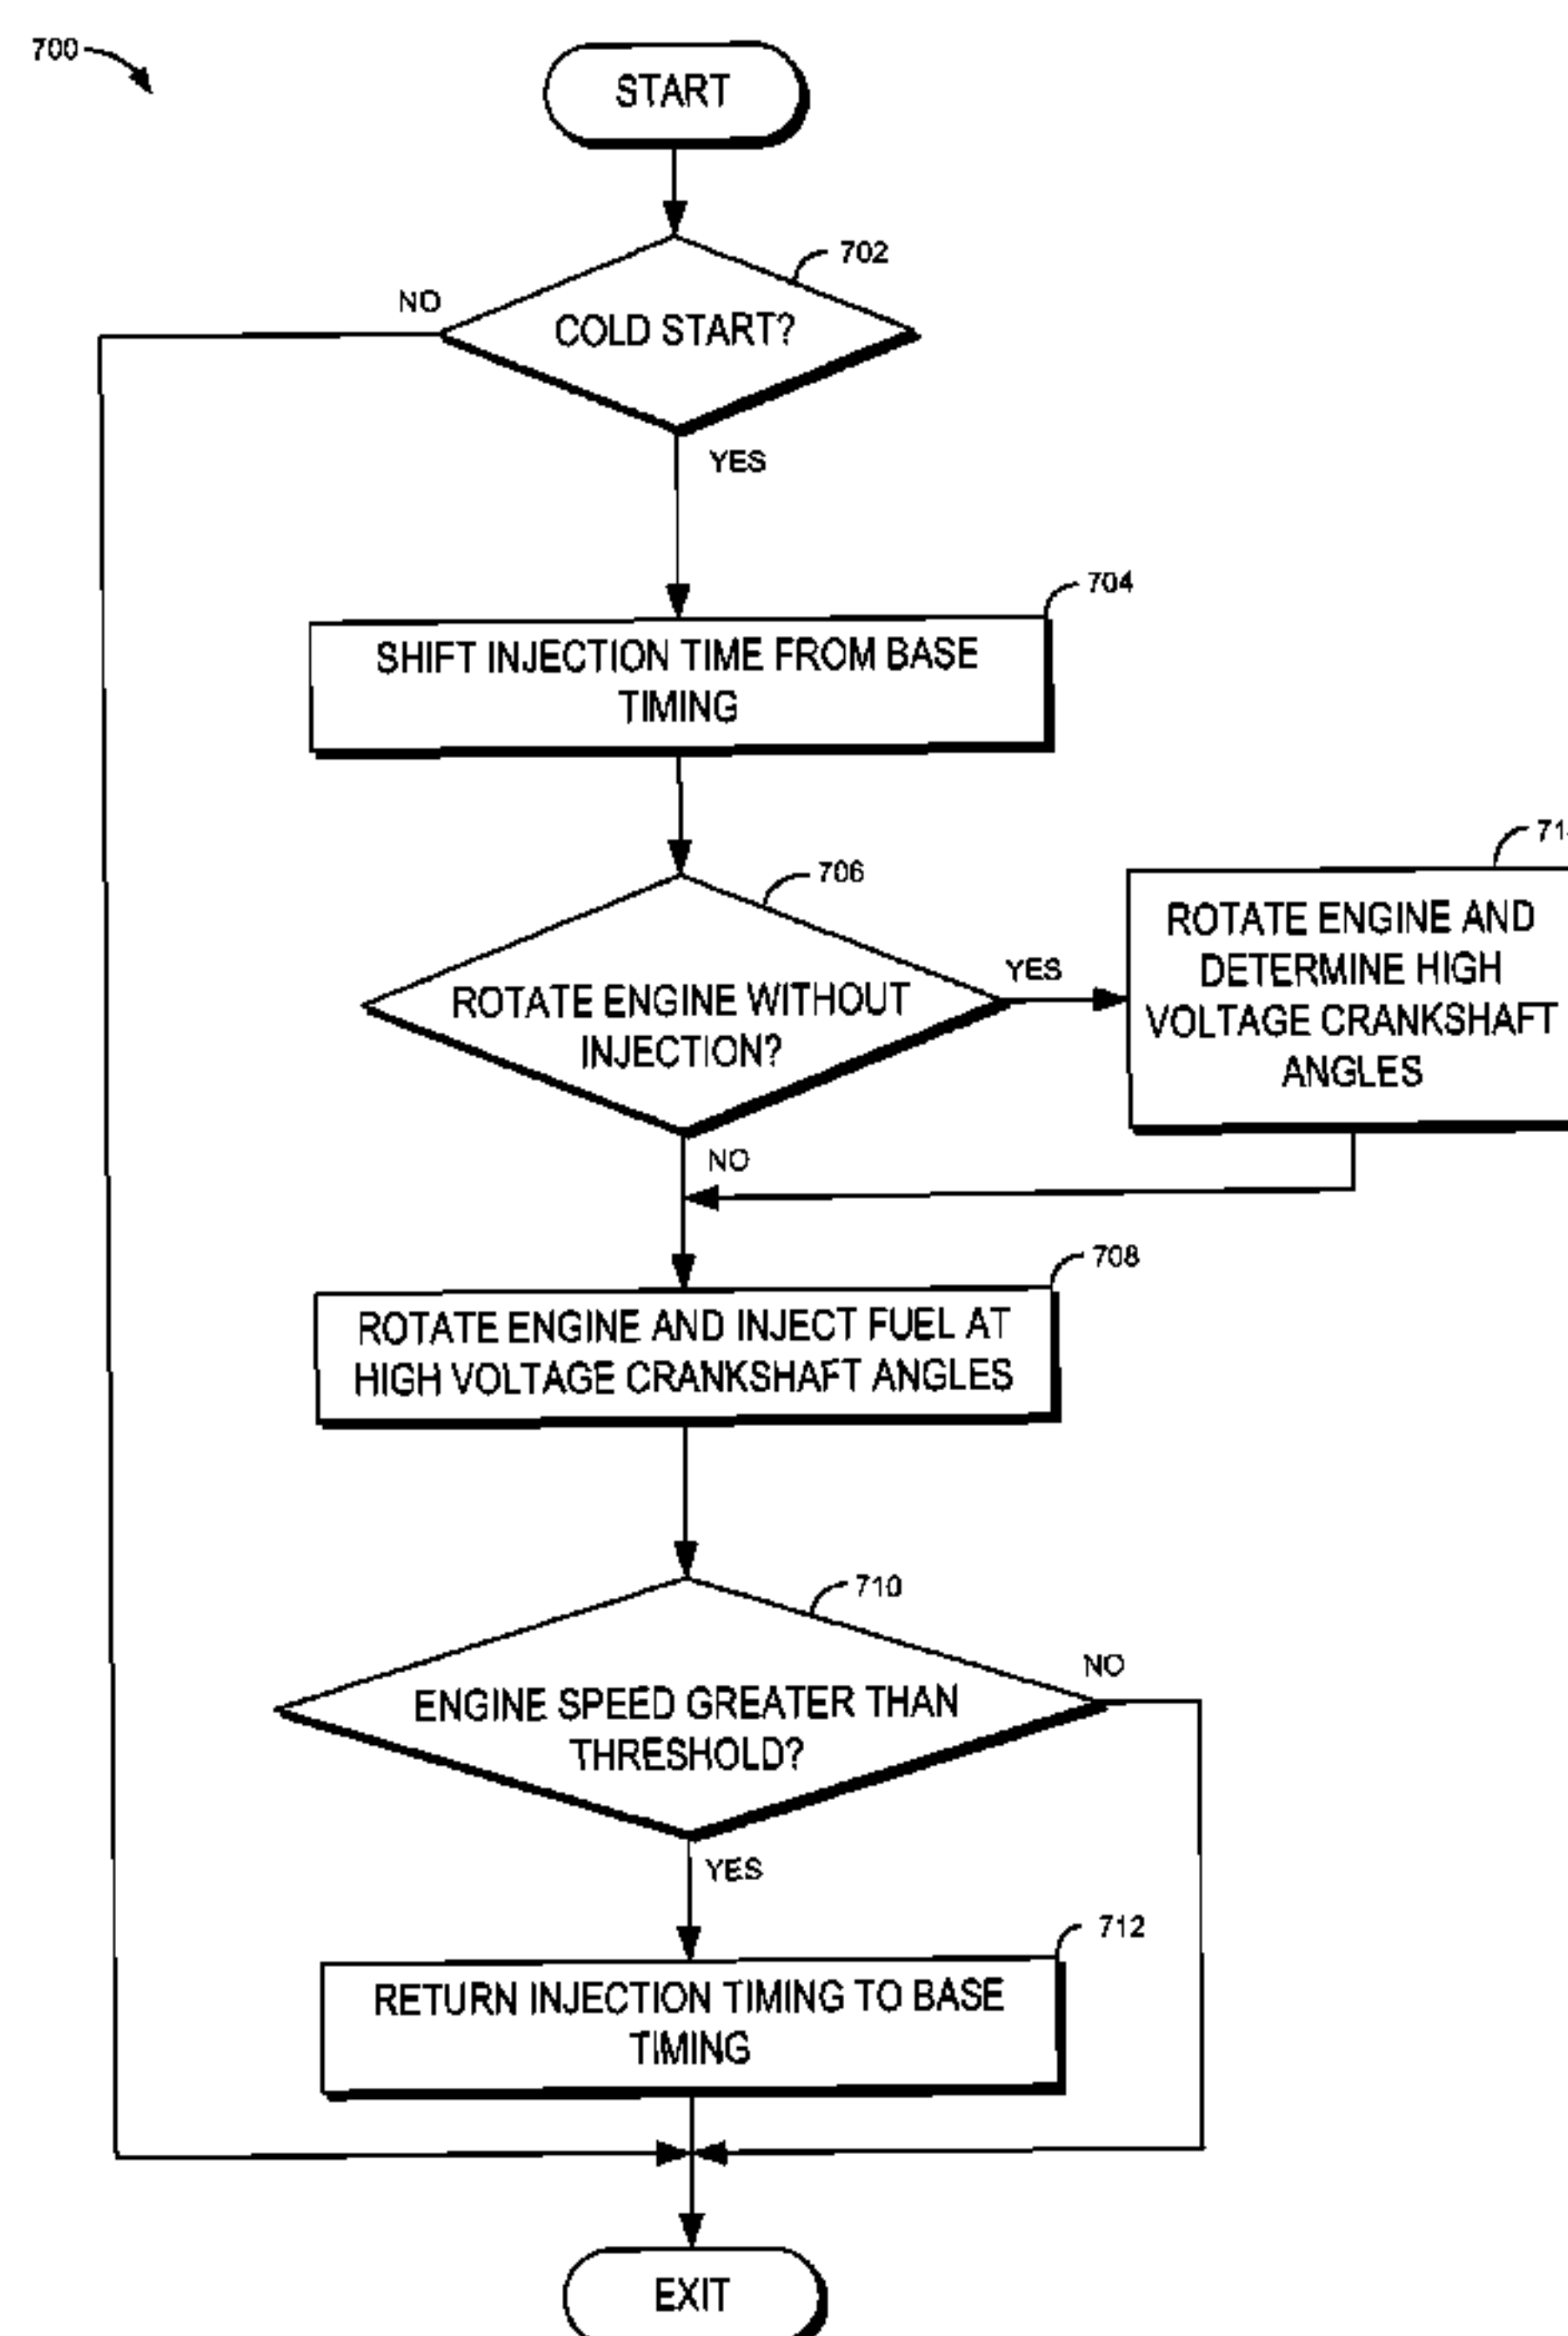 700
START
702
NO
COLD START?
YES
704
SHIFT INJECTION TIME FROM BASE
TIMING
706
ROTATE ENGINE WITHOUT
INJECTION?
YES
ROTATE ENGINE AND
DETERMINE HIGH
VOLTAGE CRANKSHAFT
ANGLES
NO
708
ROTATE ENGINE AND INJECT FUEL AT
HIGH VOLTAGE CRANKSHAFT ANGLES
710
NO
ENGINE SPEED GREATER THAN
THRESHOLD?
YES
712
RETURN INJECTION TIMING TO BASE
TIMING
EXIT